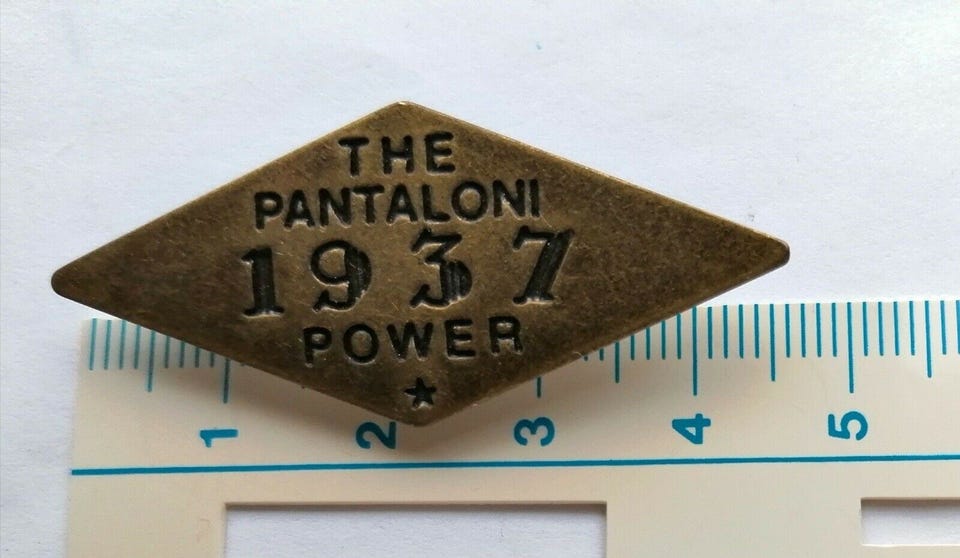 THE
PANTALONI
1937
POWER
1 2 3 4 5